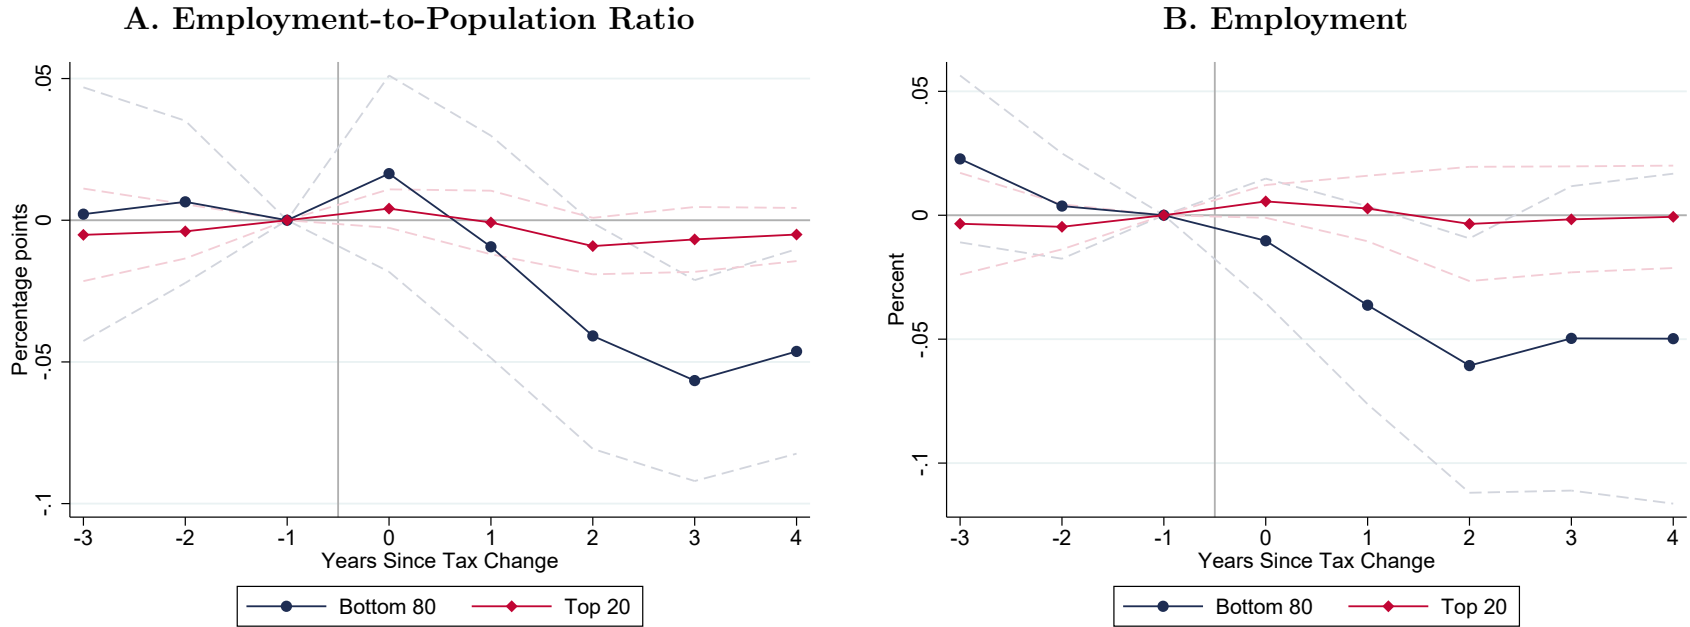 A. Employment-to-Population Ratio
Percentage points
.05
0
-.05
-.1
-3 -2 -1 0 1 2 3 4
Years Since Tax Change
Bottom 80 Top 20
B. Employment
Percent
.05
0
-.05
-.1
-3 -2 -1 0 1 2 3 4
Years Since Tax Change
Bottom 80 Top 20